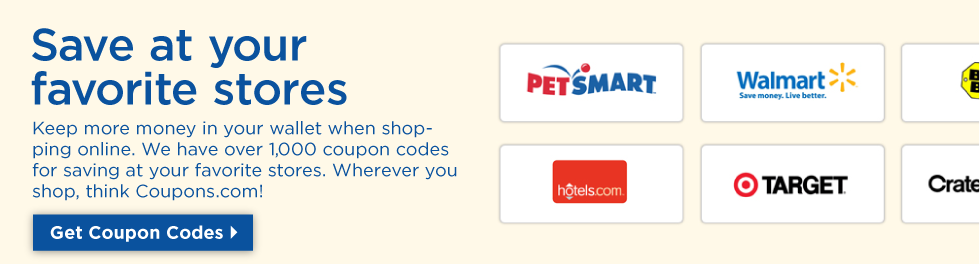 Save at your
favorite stores
Keep more money in your wallet when shop-
ping online. We have over 1,000 coupon codes
for saving at your favorite stores. Wherever you
shop, think Coupons.com!
Get Coupon Codes
PETSMART
Walmart
Save money. Live better.
hotels.com
TARGET
Crate